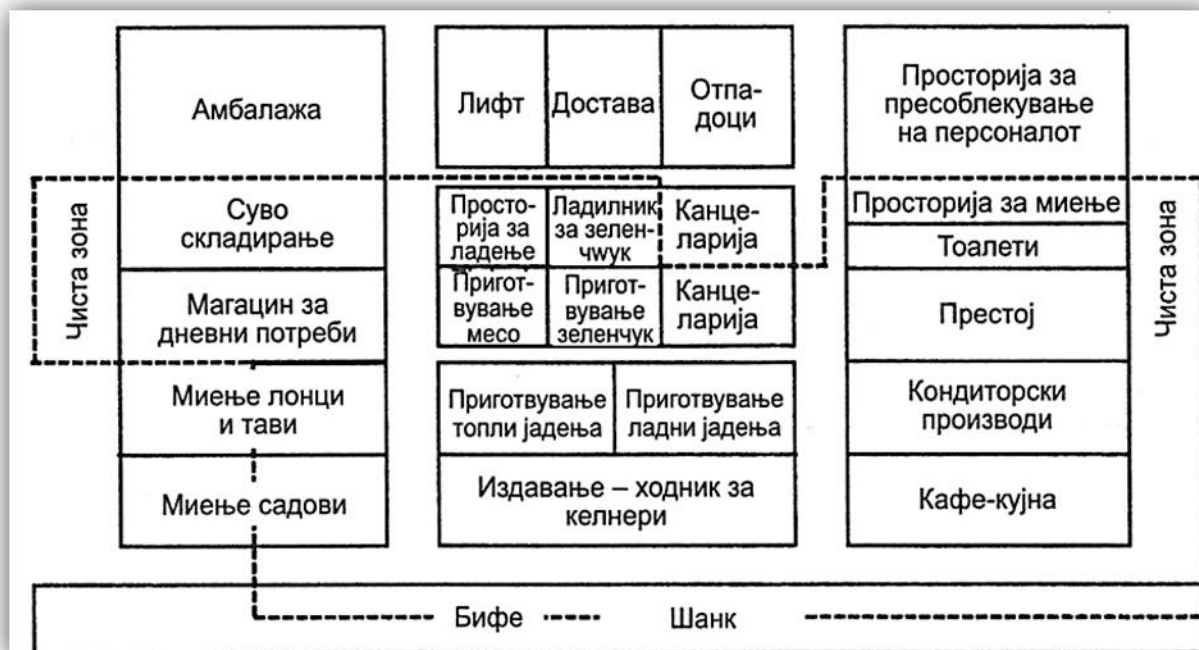 Амбалажа
Лифт
Достава
Отпа-
доци
Просторија за
пресоблекување
на персоналот
Чиста зона
Суво
складирање
Просто-
рија за
ладење
Ладилник
за зелен-
чwук
Канце-
ларија
Просторија за миење
Тоалети
Чиста зона
Магацин за
дневни потреби
Пригот-
вување
месо
Пригот-
вување
зеленчук
Канце-
ларија
Престој
Миење лонци
и тави
Приготвување
топли јадења
Приготвување
ладни јадења
Кондиторски
производи
Миење садови
Издавање – ходник за
келнери
Кафе-кујна
Бифе
Шанк